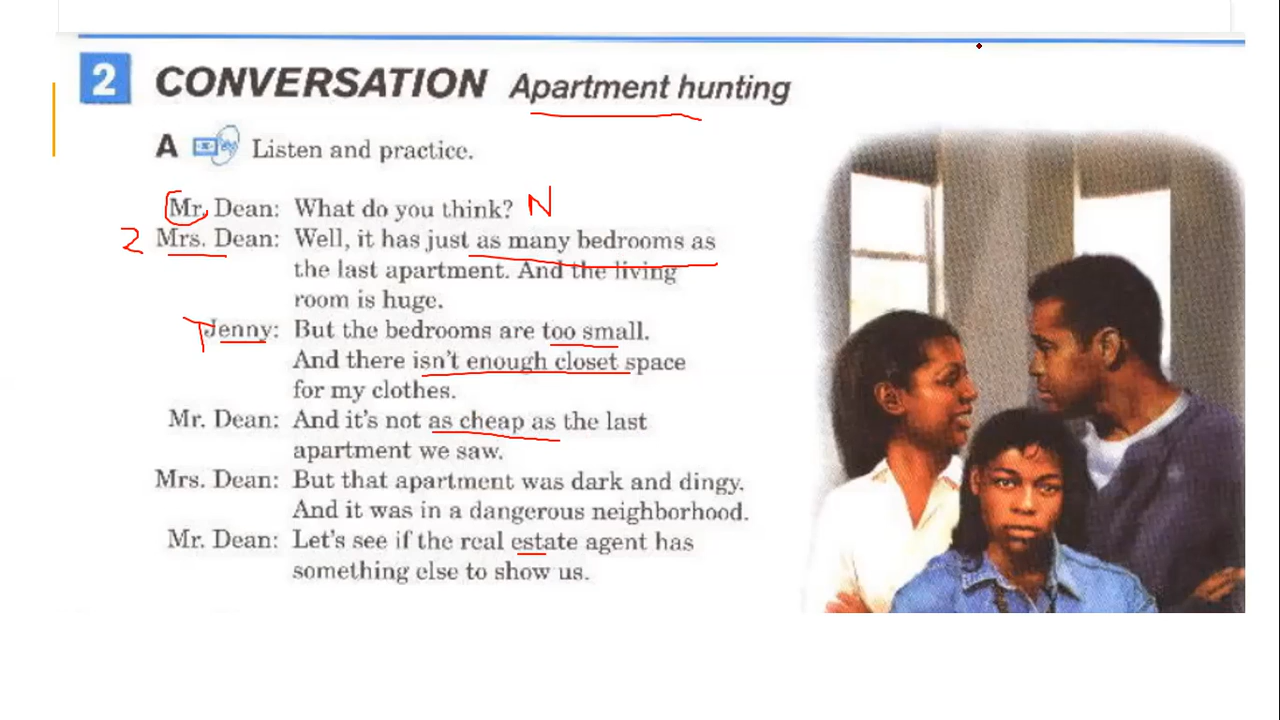 2 CONVERSATION Apartment hunting
A Listen and practice.
Mr. Dean: What do you think? N
2 Mrs. Dean: Well, it has just as many bedrooms as
the last apartment. And the living
room is huge.
Jenny: But the bedrooms are too small.
And there isn't enough closet space
for my clothes.
Mr. Dean: And it's not as cheap as the last
apartment we saw.
Mrs. Dean: But that apartment was dark and dingy.
And it was in a dangerous neighborhood.
Mr. Dean: Let's see if the real estate agent has
something else to show us.